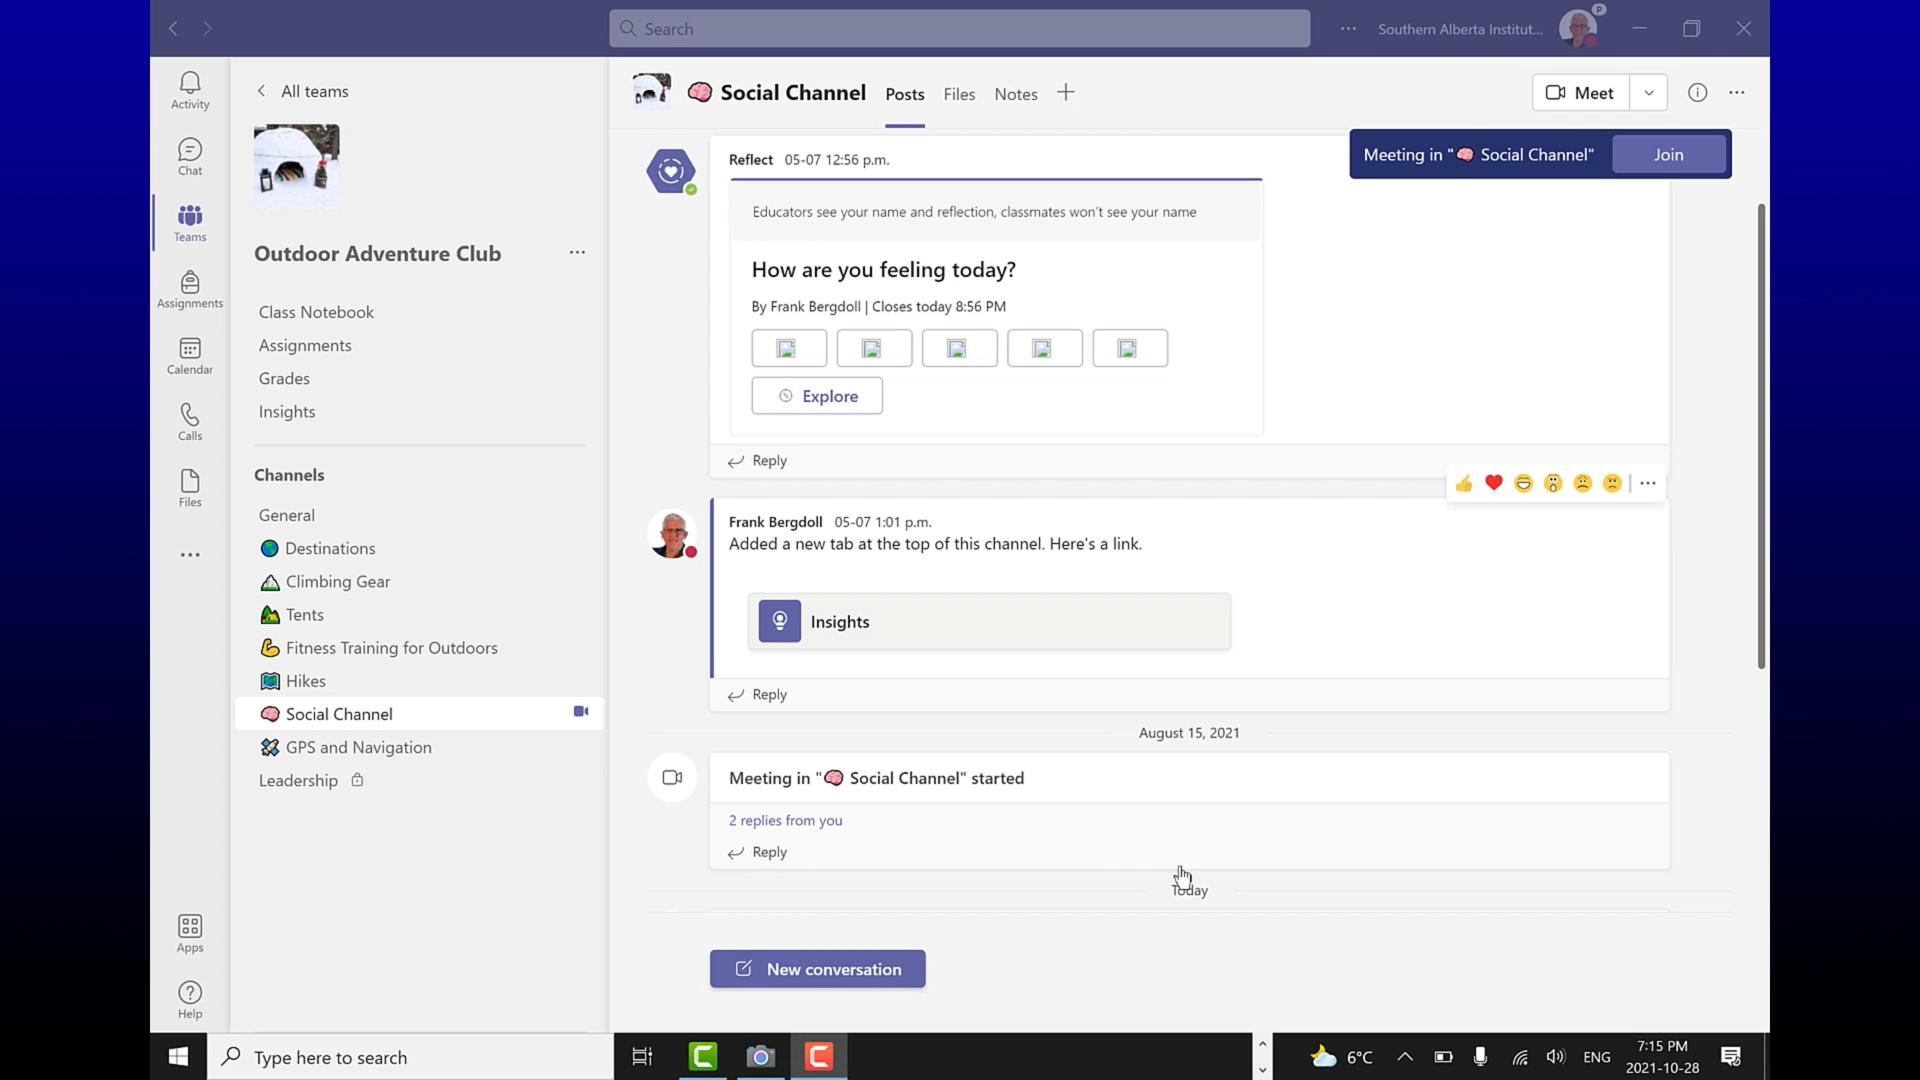 Search
Southern Alberta Institut...
P
Activity
Chat
Teams
Assignments
Calendar
Calls
Files
Apps
Help
All teams
Outdoor Adventure Club
Class Notebook
Assignments
Grades
Insights
Channels
General
Destinations
Climbing Gear
Tents
Fitness Training for Outdoors
Hikes
Social Channel
GPS and Navigation
Leadership
Social Channel Posts Files Notes
Meet
Meeting in " Social Channel" Join
Reflect 05-07 12:56 p.m.
Educators see your name and reflection, classmates won't see your name
How are you feeling today?
By Frank Bergdoll | Closes today 8:56 PM
Explore
Reply
Frank Bergdoll 05-07 1:01 p.m.
Added a new tab at the top of this channel. Here's a link.
Insights
Reply
August 15, 2021
Meeting in " Social Channel" started
2 replies from you
Reply
Today
New conversation
Type here to search
6°C
ENG
7:15 PM
2021-10-28